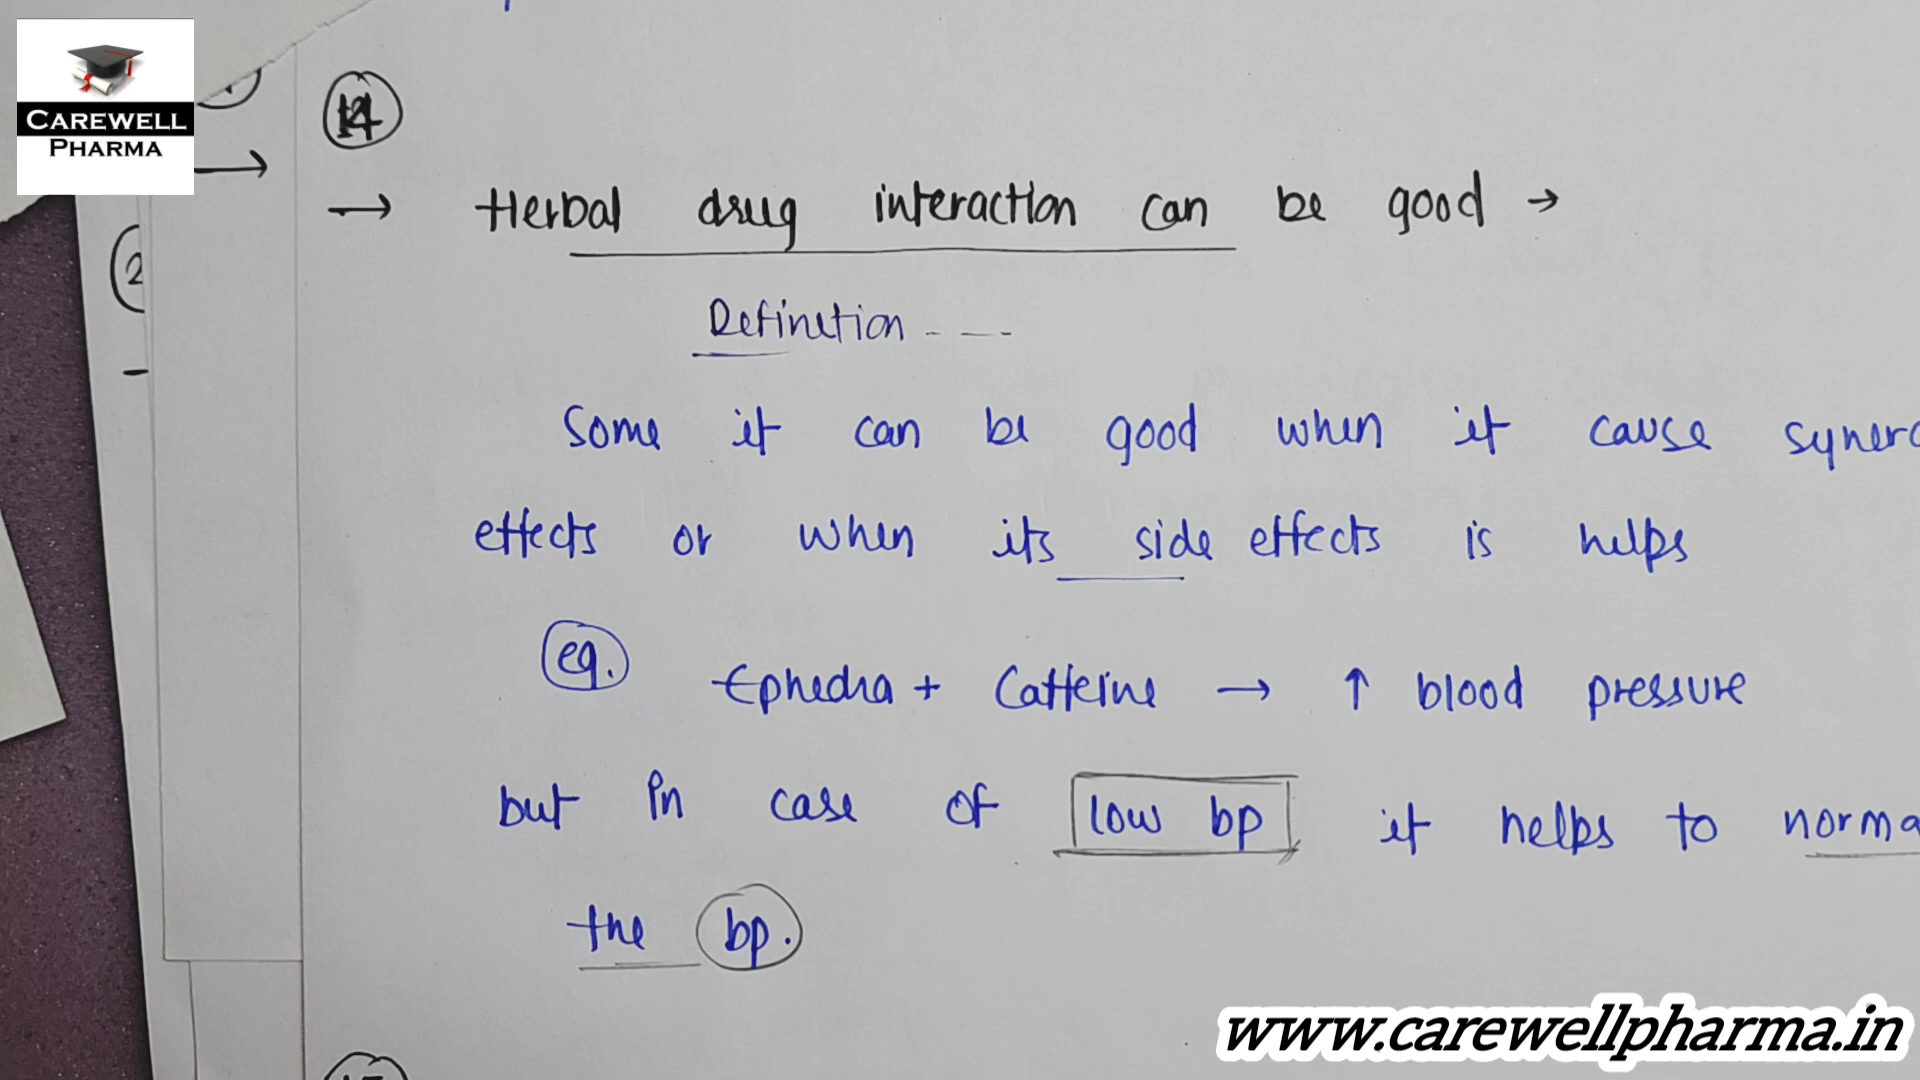 CAREWELL
PHARMA
14
→ Herbal drug interaction can be good →
Definition - - -
Some it can be good when it cause
effects or when its side effects is helps
eg. Ephedra + Caffeine → ↑ blood pressure
but in case of low bp it helps to
the bp.
2
www.carewellpharma.in